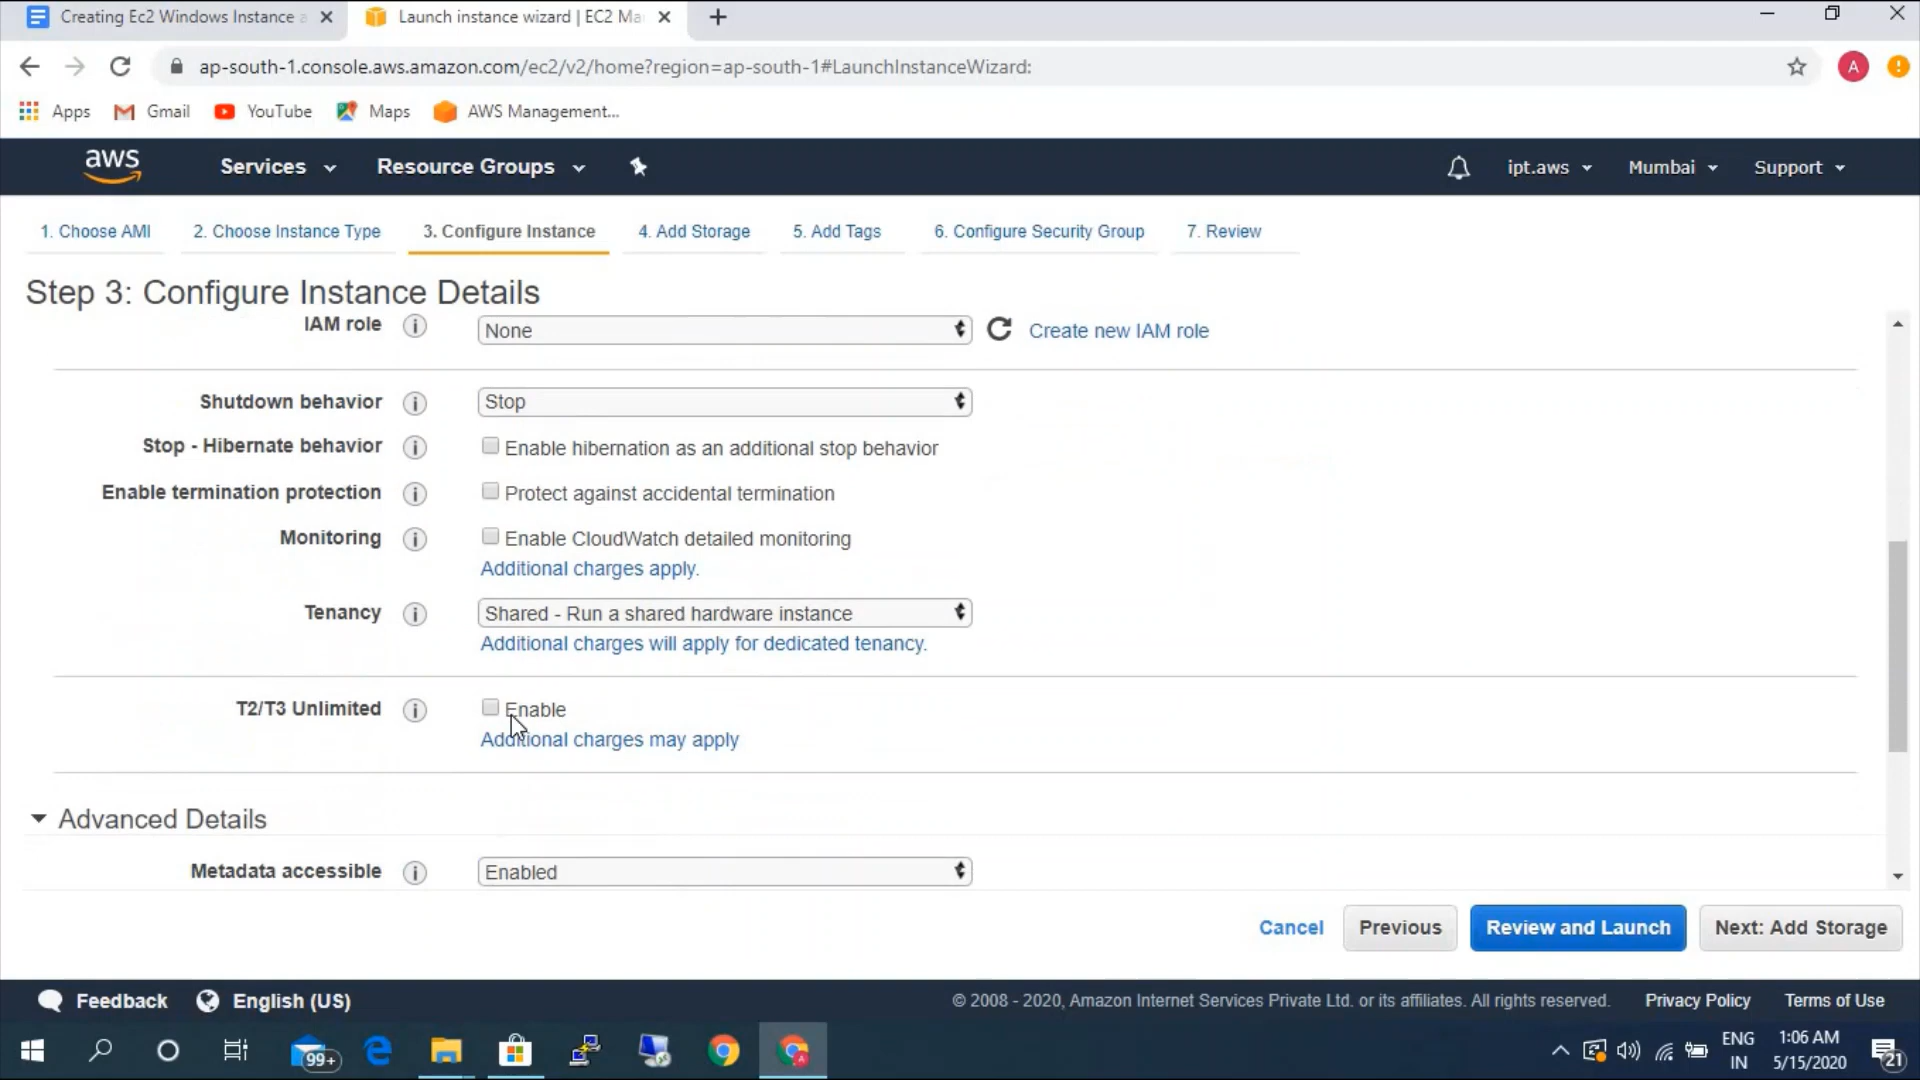 Creating Ec2 Windows Instance a
Launch instance wizard | EC2 Ma
ap-south-1.console.aws.amazon.com/ec2/v2/home?region=ap-south-1#LaunchInstanceWizard:
A
Apps
Gmail
YouTube
Maps
AWS Management...
aws
Services
Resource Groups
ipt.aws
Mumbai
Support
1. Choose AMI
2. Choose Instance Type
3. Configure Instance
4. Add Storage
5. Add Tags
6. Configure Security Group
7. Review
Step 3: Configure Instance Details
IAM role
None
Create new IAM role
Shutdown behavior
Stop
Stop - Hibernate behavior
Enable hibernation as an additional stop behavior
Enable termination protection
Protect against accidental termination
Monitoring
Enable CloudWatch detailed monitoring
Additional charges apply.
Tenancy
Shared - Run a shared hardware instance
Additional charges will apply for dedicated tenancy.
T2/T3 Unlimited
Enable
Additional charges may apply
Advanced Details
Metadata accessible
Enabled
Cancel
Previous
Review and Launch
Next: Add Storage
Feedback
English (US)
© 2008 - 2020, Amazon Internet Services Private Ltd. or its affiliates. All rights reserved.
Privacy Policy
Terms of Use
99+
ENG
IN
1:06 AM
5/15/2020
21